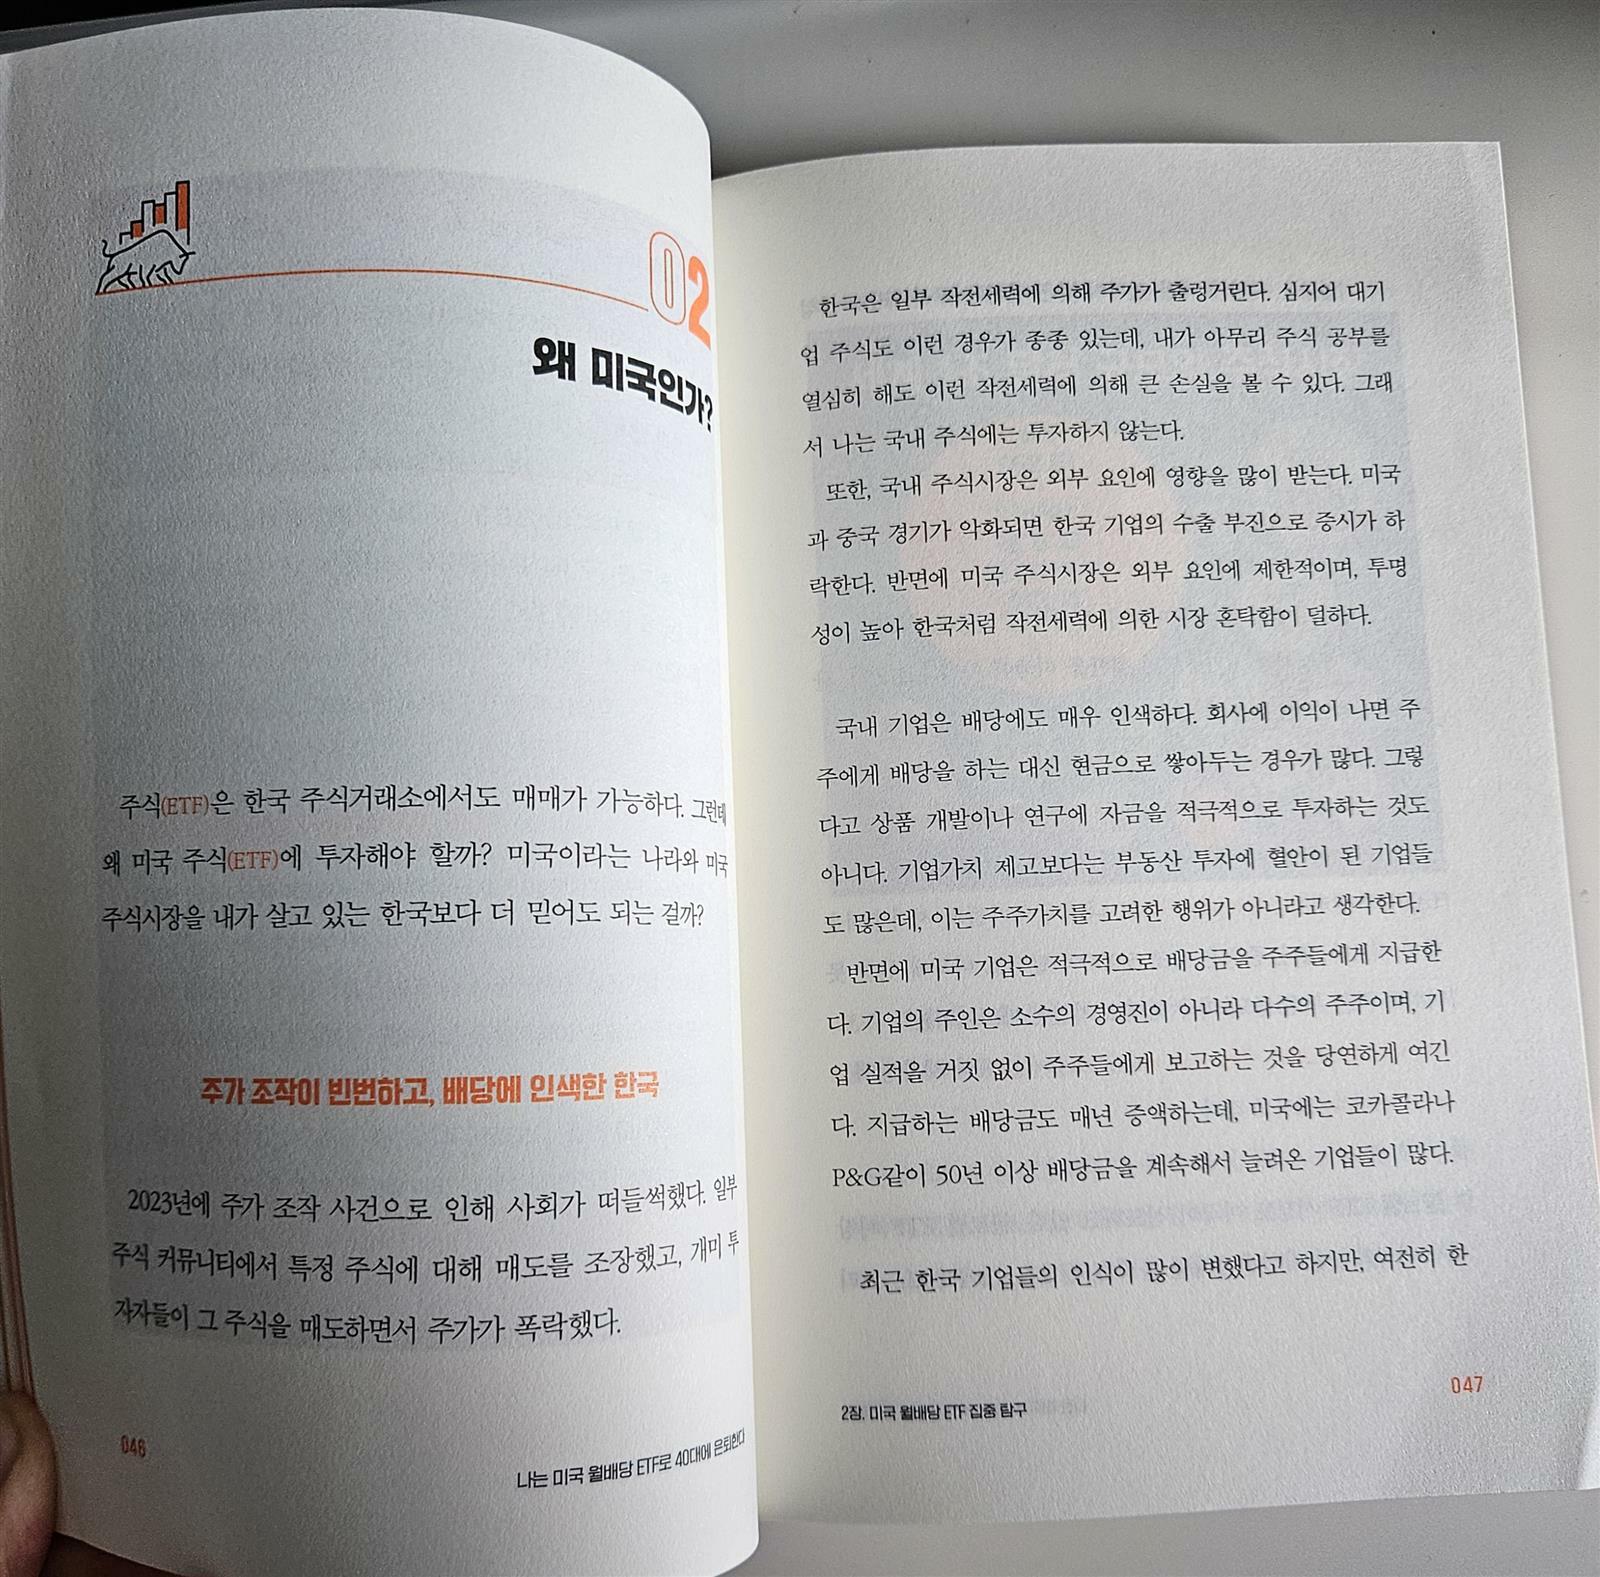 02
왜 미국인가?
주식(ETF)은 한국 주식거래소에서도 매매가 가능하다. 그런데
왜 미국 주식(ETF)에 투자해야 할까? 미국이라는 나라와 미국
주식시장을 내가 살고 있는 한국보다 더 믿어도 되는 걸까?
주가 조작이 빈번하고, 배당에 인색한 한국
2023년에 주가 조작 사건으로 인해 사회가 떠들썩했다. 일부
주식 커뮤니티에서 특정 주식에 대해 매도를 조장했고, 개미 투
자자들이 그 주식을 매도하면서 주가가 폭락했다.
046
나는 미국 월배당 ETF로 40대에 은퇴한다
한국은 일부 작전세력에 의해 주가가 출렁거린다. 심지어 대기
업 주식도 이런 경우가 종종 있는데, 내가 아무리 주식 공부를
열심히 해도 이런 작전세력에 의해 큰 손실을 볼 수 있다. 그래
서 나는 국내 주식에는 투자하지 않는다.
또한, 국내 주식시장은 외부 요인에 영향을 많이 받는다. 미국
과 중국 경기가 악화되면 한국 기업의 수출 부진으로 증시가 하
락한다. 반면에 미국 주식시장은 외부 요인에 제한적이며, 투명
성이 높아 한국처럼 작전세력에 의한 시장 혼탁함이 덜하다.
국내 기업은 배당에도 매우 인색하다. 회사에 이익이 나면 주
주에게 배당을 하는 대신 현금으로 쌓아두는 경우가 많다. 그렇
다고 상품 개발이나 연구에 자금을 적극적으로 투자하는 것도
아니다. 기업가치 제고보다는 부동산 투자에 혈안이 된 기업들
도 많은데, 이는 주주가치를 고려한 행위가 아니라고 생각한다.
반면에 미국 기업은 적극적으로 배당금을 주주들에게 지급한
다. 기업의 주인은 소수의 경영진이 아니라 다수의 주주이며, 기
업 실적을 거짓 없이 주주들에게 보고하는 것을 당연하게 여긴
다. 지급하는 배당금도 매년 증액하는데, 미국에는 코카콜라나
P&G같이 50년 이상 배당금을 계속해서 늘려온 기업들이 많다.
최근 한국 기업들의 인식이 많이 변했다고 하지만, 여전히 한
2장. 미국 월배당 ETF 집중 탐구
047